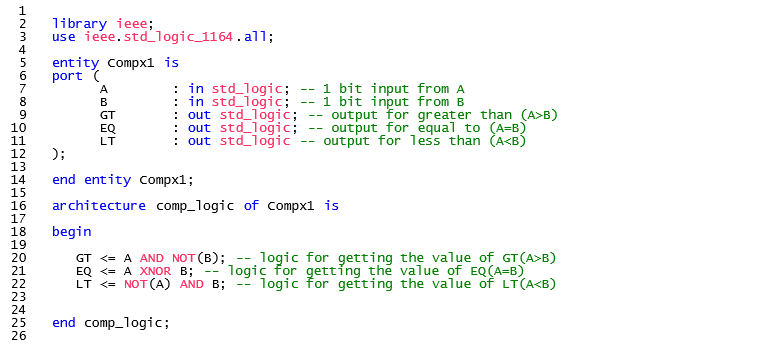 1
2 library ieee;
3 use ieee.std_logic_1164.all;
4
5 entity Compx1 is
6 port (
7 A : in std_logic; -- 1 bit input from A
8 B : in std_logic; -- 1 bit input from B
9 GT : out std_logic; -- output for greater than (A>B)
10 EQ : out std_logic; -- output for equal to (A=B)
11 LT : out std_logic -- output for less than (A<B)
12 );
13
14 end entity Compx1;
15
16 architecture comp_logic of Compx1 is
17
18 begin
19
20 GT <= A AND NOT(B); -- logic for getting the value of GT(A>B)
21 EQ <= A XNOR B; -- logic for getting the value of EQ(A=B)
22 LT <= NOT(A) AND B; -- logic for getting the value of LT(A<B)
23
24
25 end comp_logic;
26